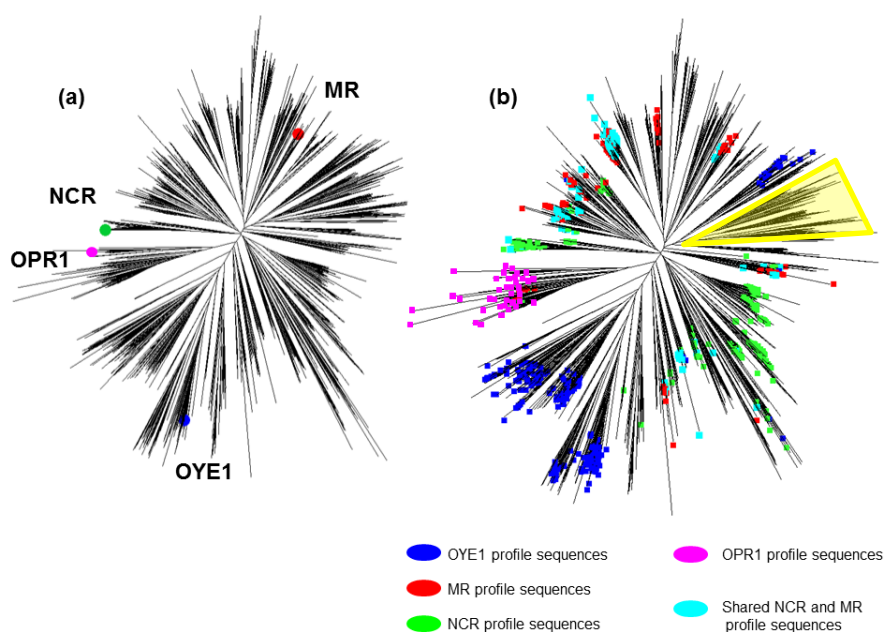 (a)
MR
NCR
OPR1
OYE1
(b)
OYE1 profile sequences
MR profile sequences
NCR profile sequences
OPR1 profile sequences
Shared NCR and MR
profile sequences